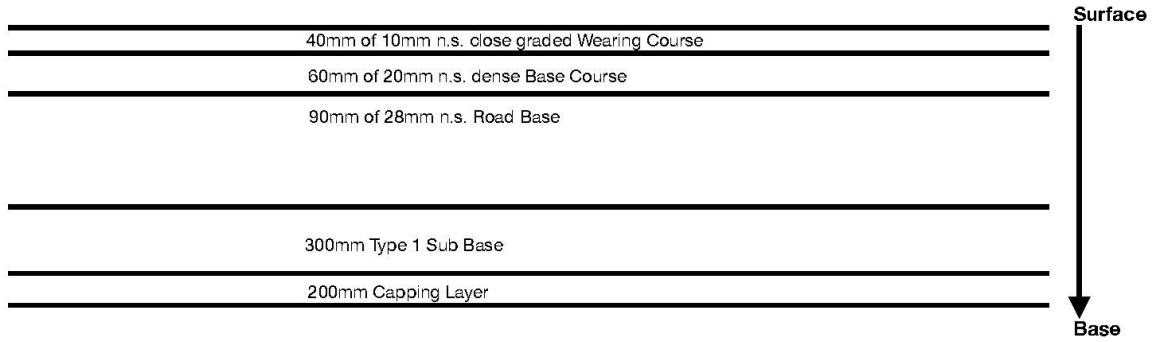 Surface
40mm of 10mm n.s. close graded Wearing Course
60mm of 20mm n.s. dense Base Course
90mm of 28mm n.s. Road Base
300mm Type 1 Sub Base
200mm Capping Layer
Base